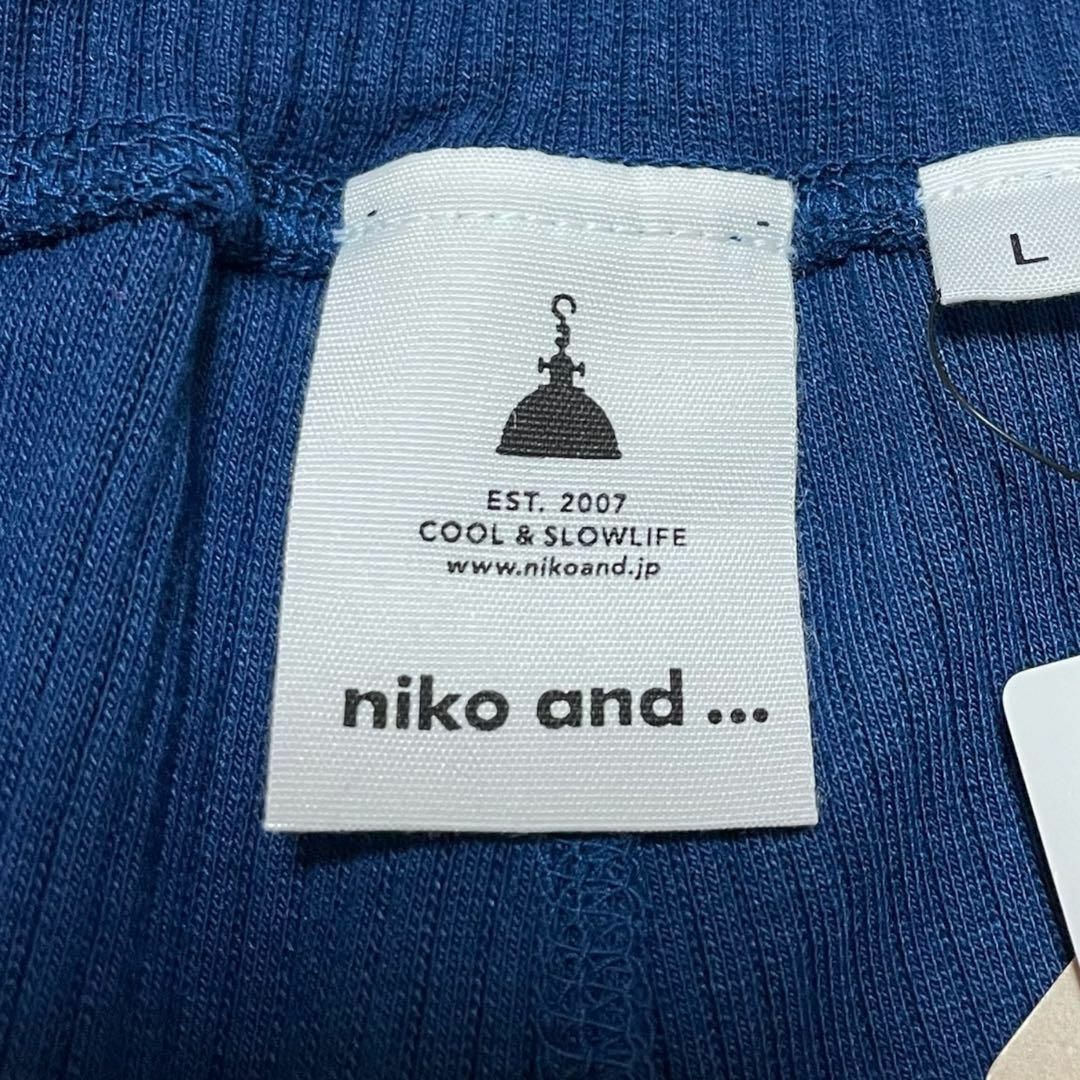 L
EST. 2007
COOL & SLOWLIFE
www.nikoand.jp
niko and ...